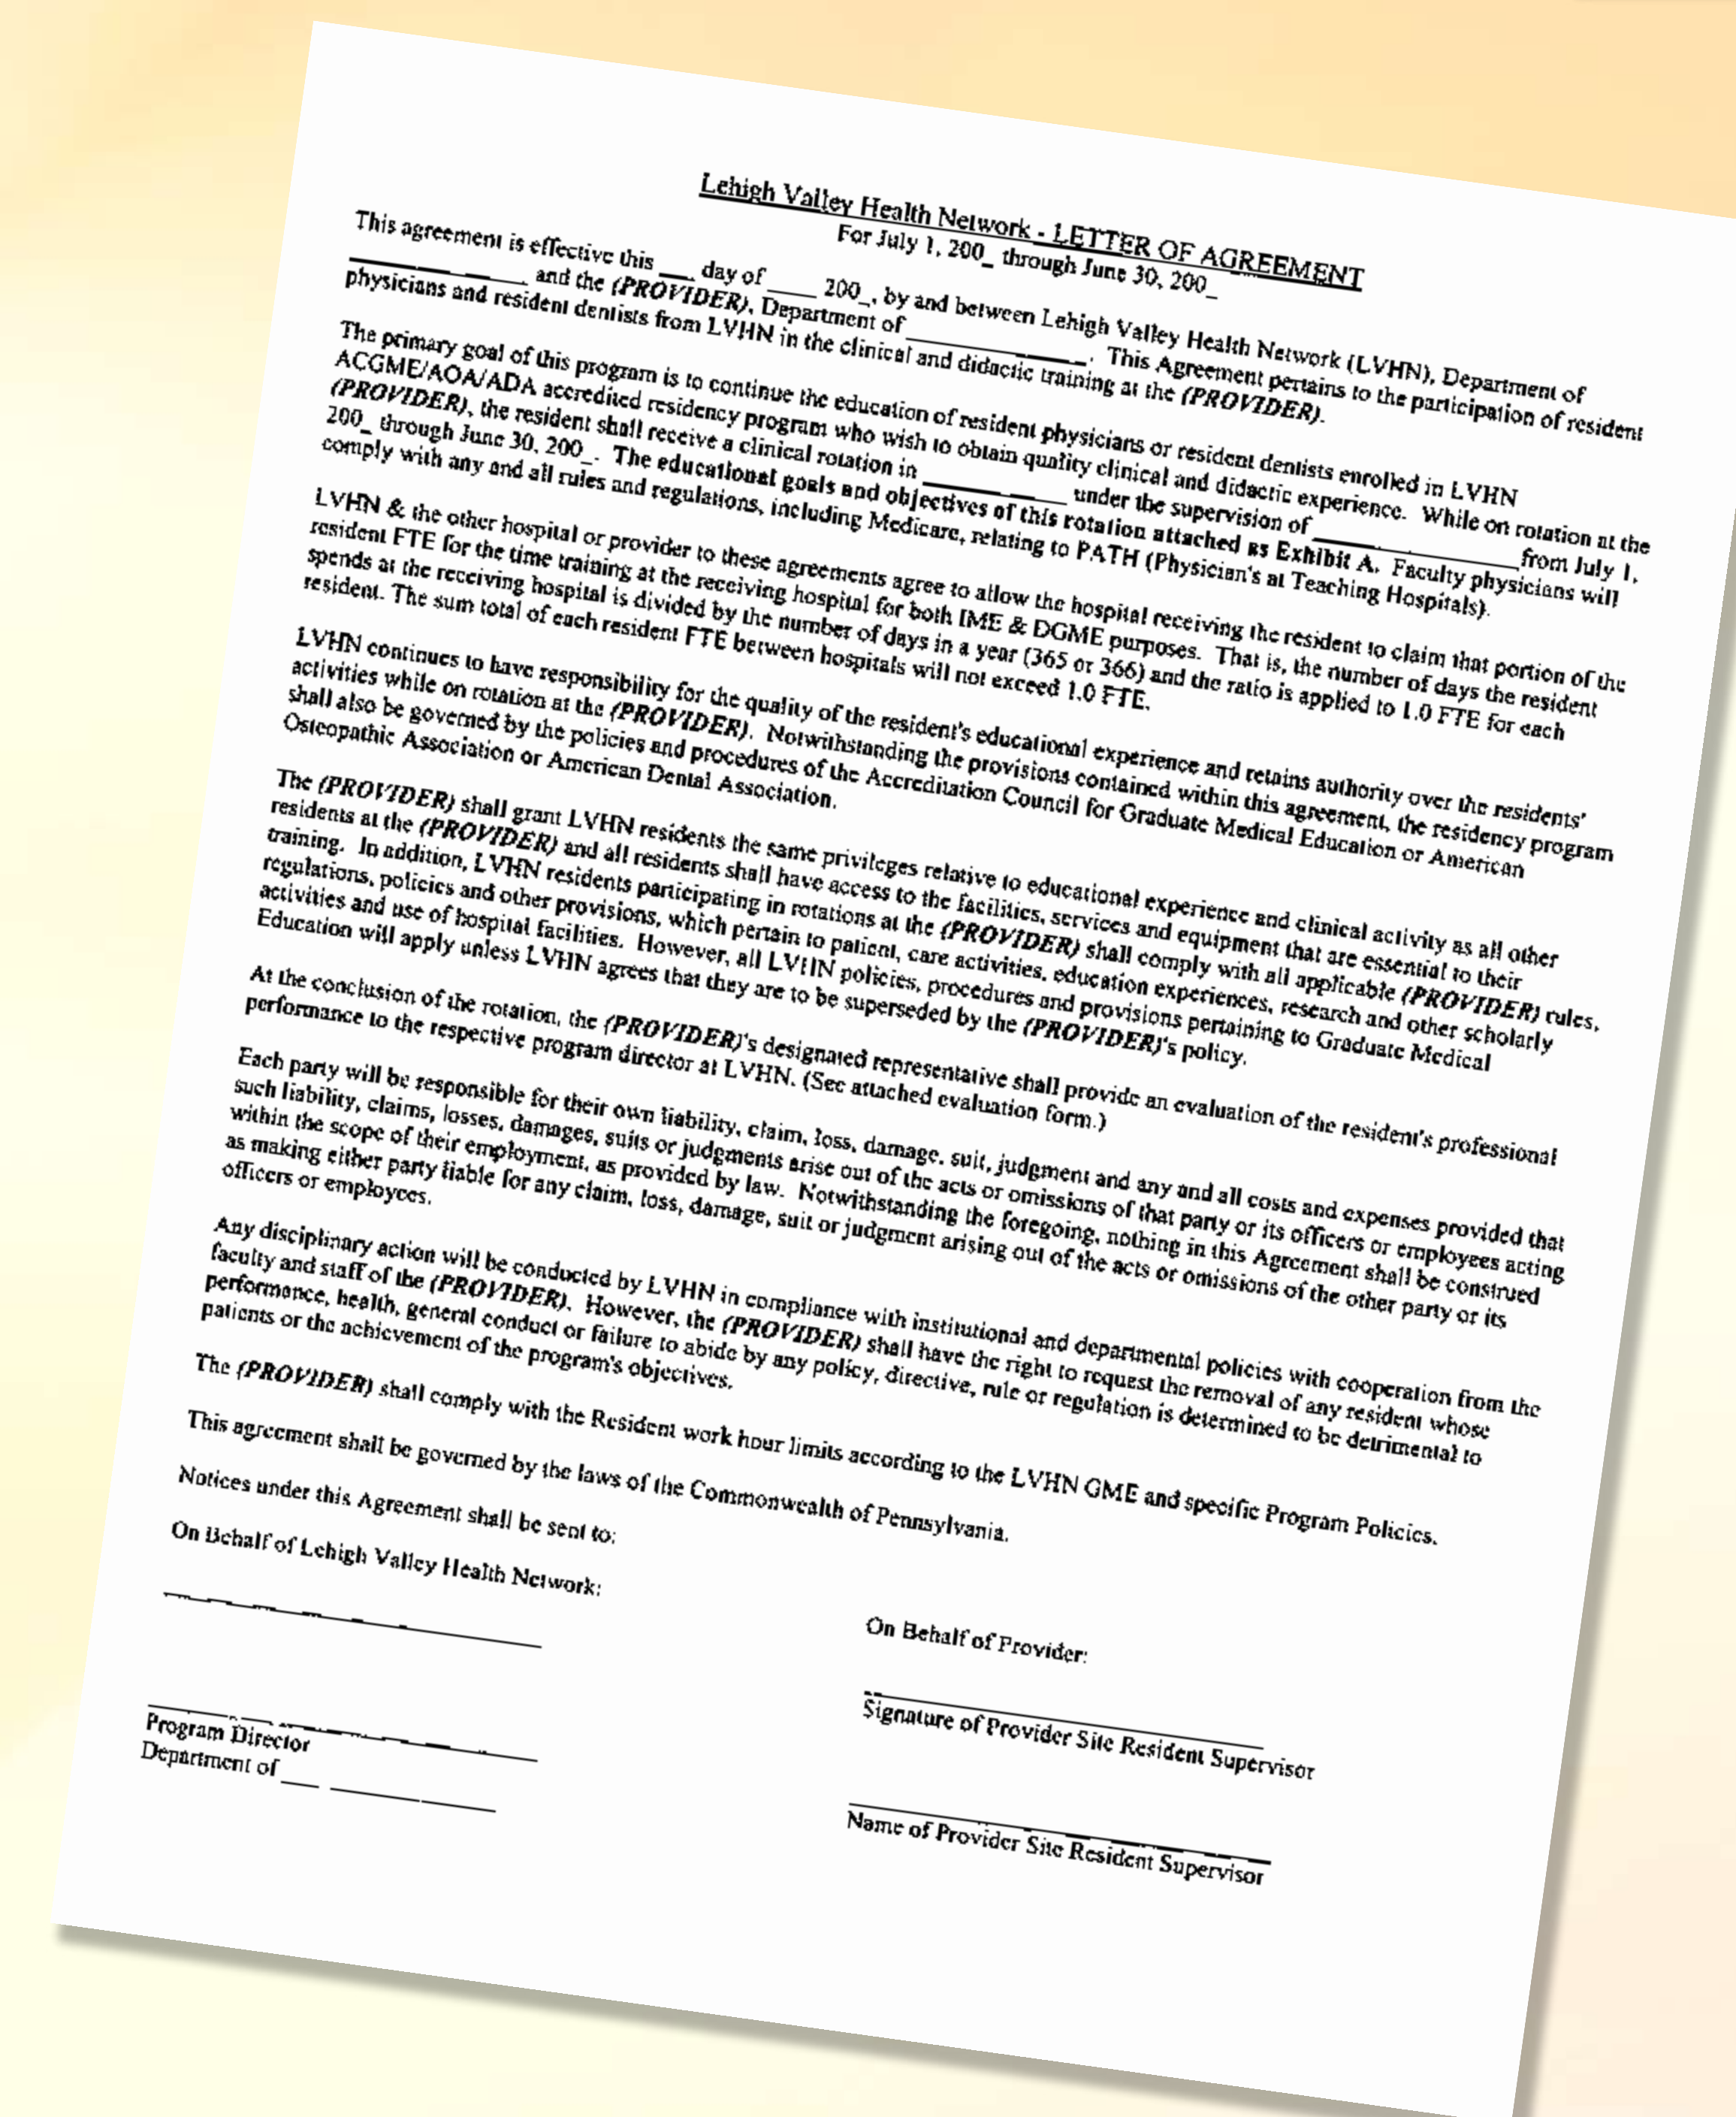 Lehigh Valley Health Network - LETTER OF AGREEMENT
For July 1, 200_ through June 30, 200_
This agreement is effective this ___ day of _____ 200_, by and between Lehigh Valley Health Network (LVHN), Department of
__________________ and the (PROVIDER), Department of __________________. This Agreement pertains to the participation of resident
physicians and resident dentists from LVHN in the clinical and didactic training at the (PROVIDER).
The primary goal of this program is to continue the education of resident physicians or resident dentists enrolled in LVHN
ACGME/AOA/ADA accredited residency program who wish to obtain quality clinical and didactic experience. While on rotation at the
(PROVIDER), the resident shall receive a clinical rotation in ______________ under the supervision of ____________________from July 1,
200_ through June 30, 200_. The educational goals and objectives of this rotation attached as Exhibit A. Faculty physicians will
comply with any and all rules and regulations, including Medicare, relating to PATH (Physician's at Teaching Hospitals).
LVHN & the other hospital or provider to these agreements agree to allow the hospital receiving the resident to claim that portion of the
resident FTE for the time training at the receiving hospital for both IME & DGME purposes. That is, the number of days the resident
spends at the receiving hospital is divided by the number of days in a year (365 or 366) and the ratio is applied to 1.0 FTE for each
resident. The sum total of each resident FTE between hospitals will not exceed 1.0 FTE.
LVHN continues to have responsibility for the quality of the resident's educational experience and retains authority over the residents'
activities while on rotation at the (PROVIDER). Notwithstanding the provisions contained within this agreement, the residency program
shall also be governed by the policies and procedures of the Accreditation Council for Graduate Medical Education or American
Osteopathic Association or American Dental Association.
The (PROVIDER) shall grant LVHN residents the same privileges relative to educational experience and clinical activity as all other
residents at the (PROVIDER) and all residents shall have access to the facilities, services and equipment that are essential to their
training. In addition, LVHN residents participating in rotations at the (PROVIDER) shall comply with all applicable (PROVIDER) rules,
regulations, policies and other provisions, which pertain to patient, care activities, education experiences, research and other scholarly
activities and use of hospital facilities. However, all LVHN policies, procedures and provisions pertaining to Graduate Medical
Education will apply unless LVHN agrees that they are to be superseded by the (PROVIDER)'s policy.
At the conclusion of the rotation, the (PROVIDER)'s designated representative shall provide an evaluation of the resident's professional
performance to the respective program director at LVHN. (See attached evaluation form.)
Each party will be responsible for their own liability, claim, loss, damage, suit, judgment and any and all costs and expenses provided that
such liability, claims, losses, damages, suits or judgments arise out of the acts or omissions of that party or its officers or employees acting
within the scope of their employment, as provided by law. Notwithstanding the foregoing, nothing in this Agreement shall be construed
as making either party liable for any claim, loss, damage, suit or judgment arising out of the acts or omissions of the other party or its
officers or employees.
Any disciplinary action will be conducted by LVHN in compliance with institutional and departmental policies with cooperation from the
faculty and staff of the (PROVIDER). However, the (PROVIDER) shall have the right to request the removal of any resident whose
performance, health, general conduct or failure to abide by any policy, directive, rule or regulation is determined to be detrimental to
patients or the achievement of the program's objectives.
The (PROVIDER) shall comply with the Resident work hour limits according to the LVHN GME and specific Program Policies.
This agreement shall be governed by the laws of the Commonwealth of Pennsylvania.
Notices under this Agreement shall be sent to:
On Behalf of Lehigh Valley Health Network:
On Behalf of Provider:
Signature of Provider Site Resident Supervisor
Program Director
Department of ____ ________________
Name of Provider Site Resident Supervisor